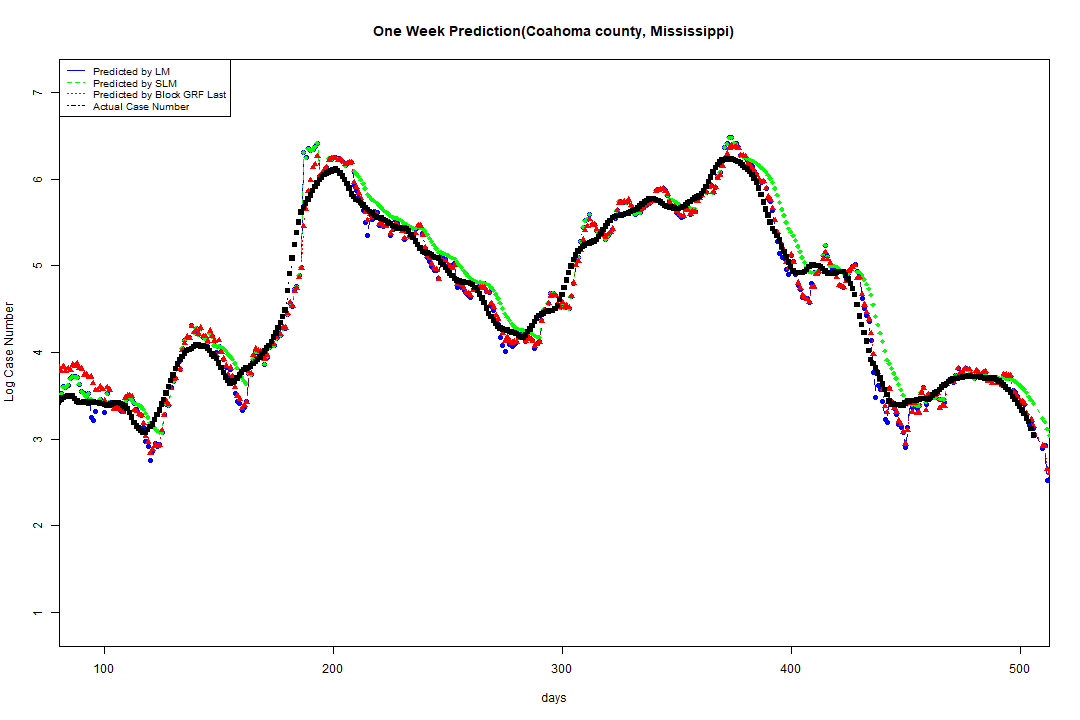 One Week Prediction(Coahoma county, Mississippi)
Predicted by LM
Predicted by SLM
Predicted by Block GRF Last
Actual Case Number
7
6
5
4
3
2
1
Log Case Number
100 200 300 400 500
days